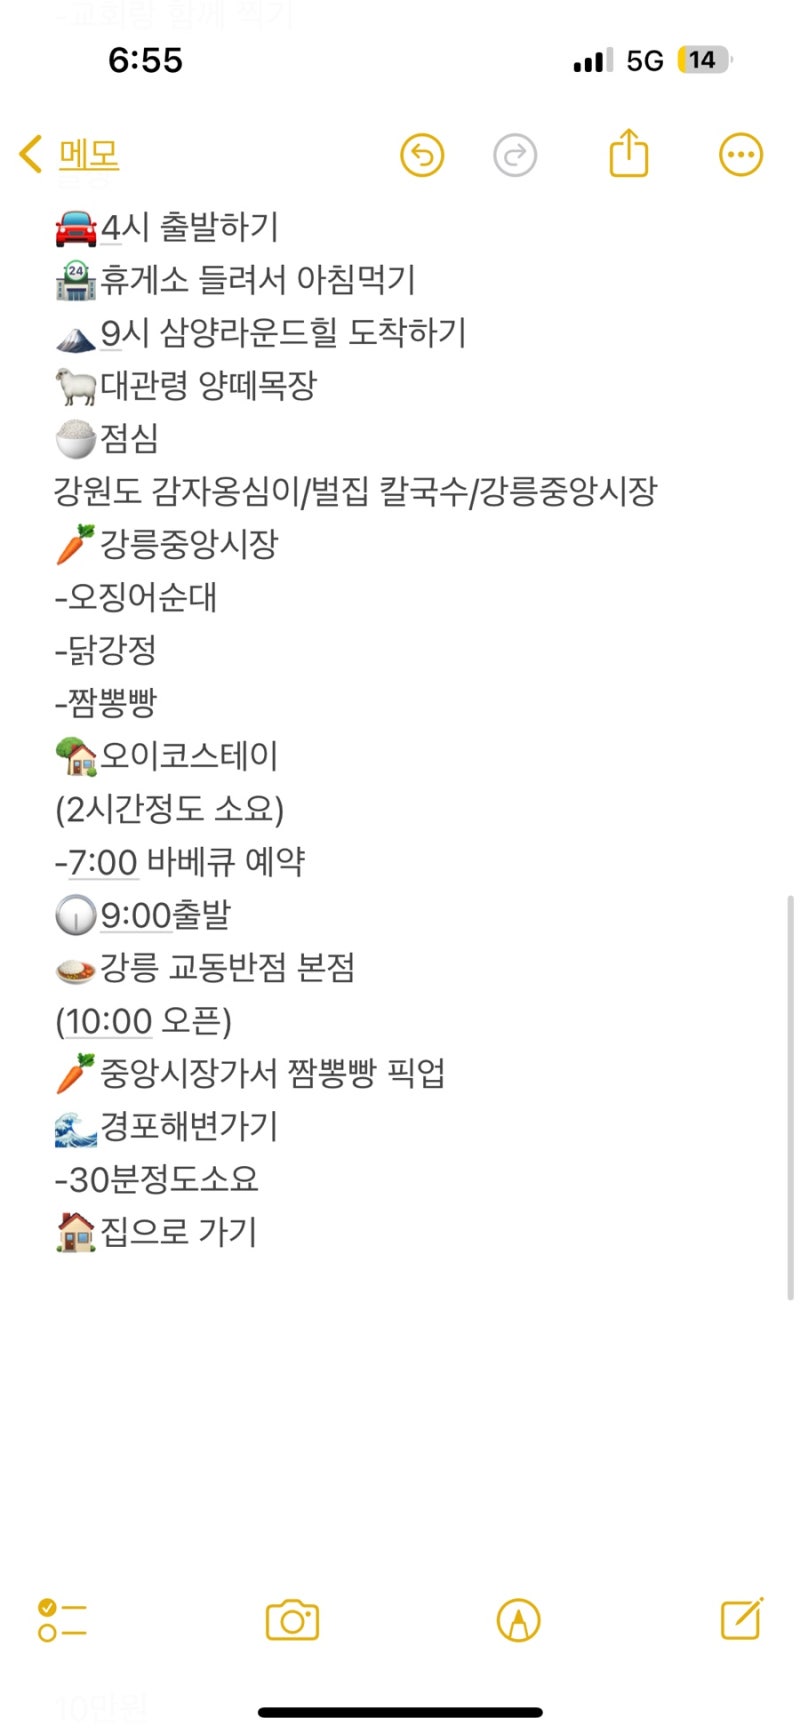 -교회랑 함께 찍기
6:55
5G 14
메모
🚘4시 출발하기
🏪휴게소 들려서 아침먹기
🗻9시 삼양라운드힐 도착하기
🐑대관령 양떼목장
🍚점심
강원도 감자옹심이/벌집 칼국수/강릉중앙시장
🥕강릉중앙시장
-오징어순대
-닭강정
-짬뽕빵
🏡오이코스테이
(2시간정도 소요)
-7:00 바베큐 예약
🕡9:00출발
🍛강릉 교동반점 본점
(10:00 오픈)
🥕중앙시장가서 짬뽕빵 픽업
🌊경포해변가기
-30분정도소요
🏠집으로 가기
10만원